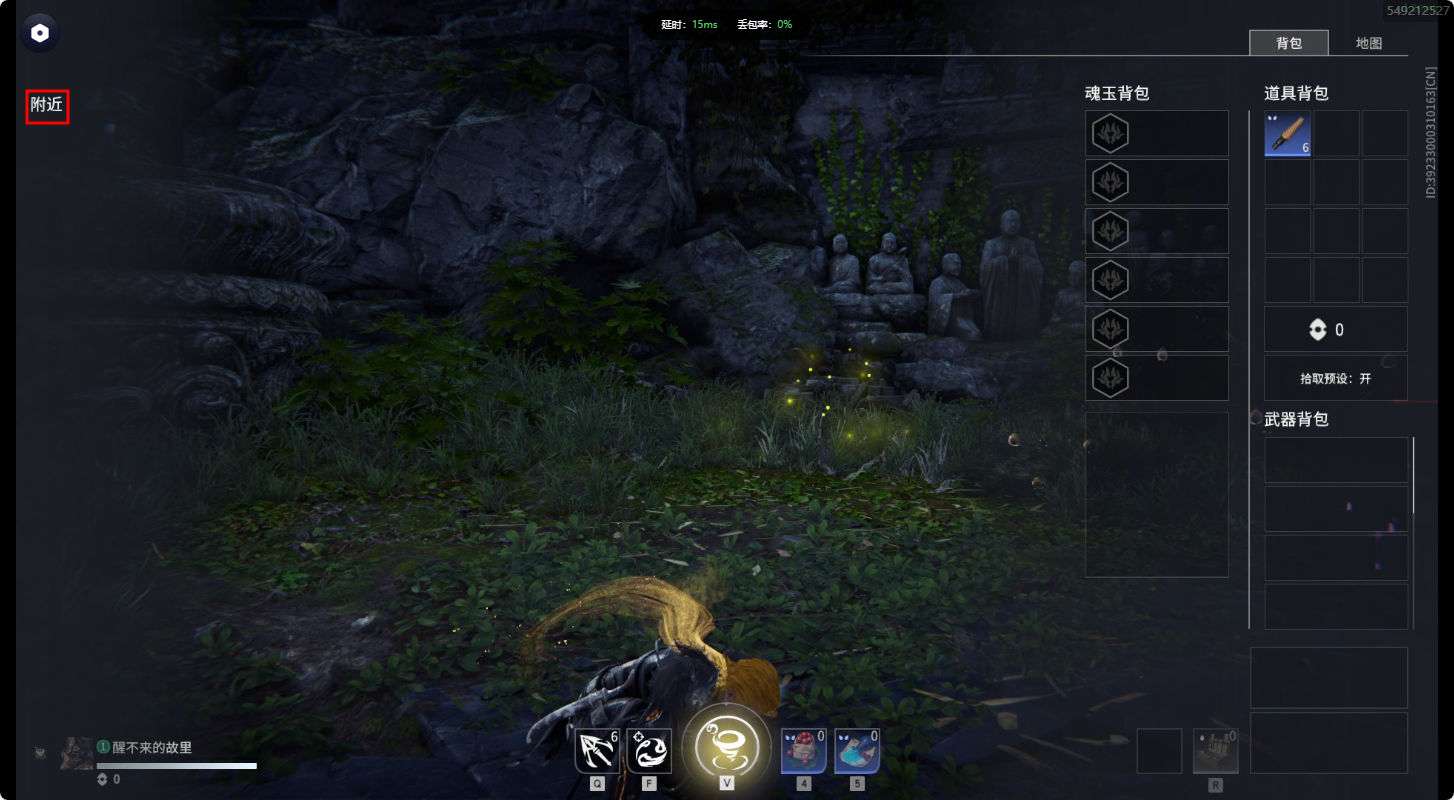 延时：15ms 丢包率：0%
549212527
背包 地图
附近
魂玉背包 道具背包
ID:3923300310163[CN]
6
0
拾取预设：开
武器背包
1 醒不来的故里
0
6 0 0 0
Q F V 4 5 R